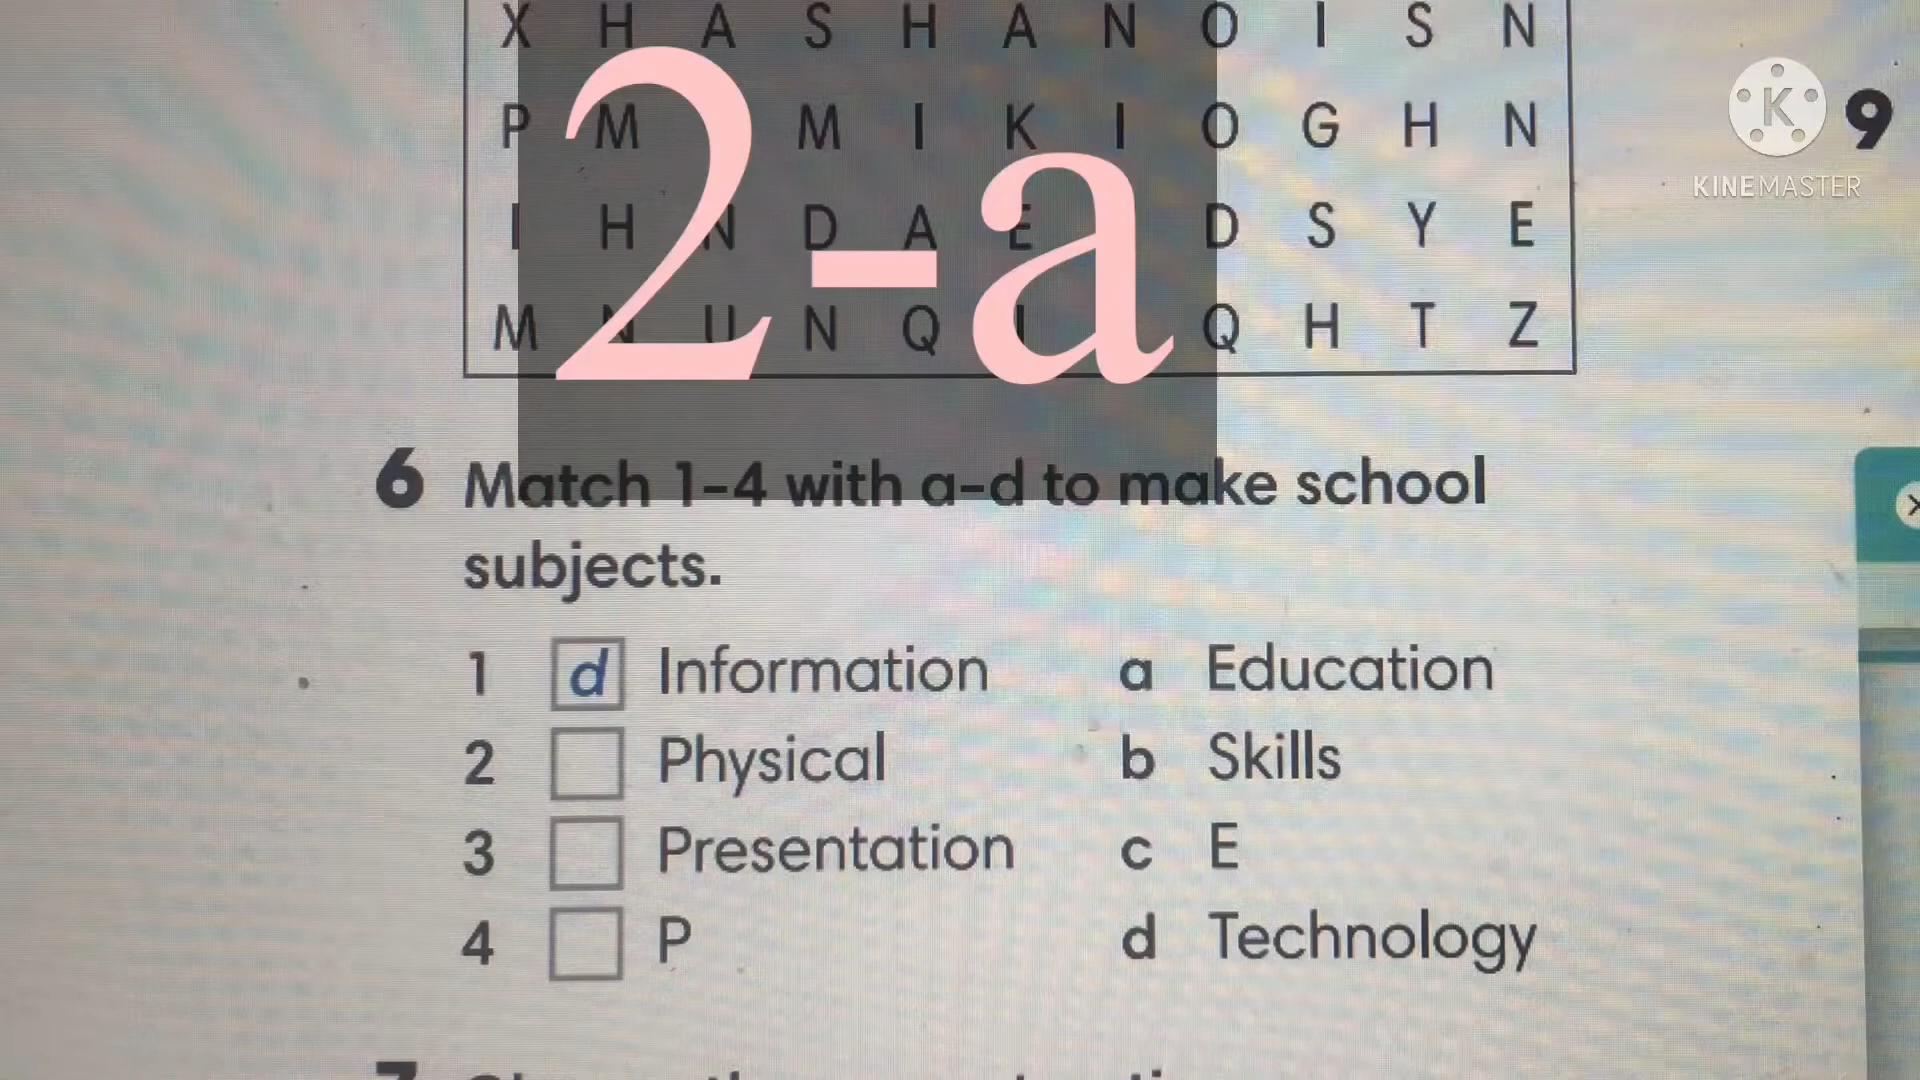 X H A S H A N O I S N
P M M I K I O G H N
I H N D A E D S Y E
M N U N Q I Q H T Z
2-a
KINEMASTER
9
6 Match 1-4 with a-d to make school
subjects.
1 d Information a Education
2 Physical b Skills
3 Presentation c E
4 P d Technology